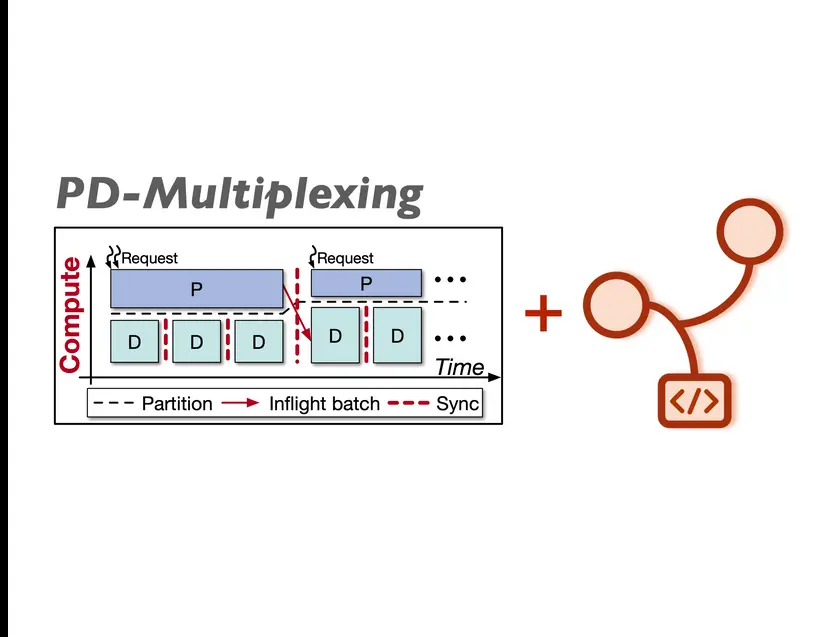 PD-Multiplexing
Request Request
Compute
P P
D D D D D
Time
Partition Inflight batch Sync
</>